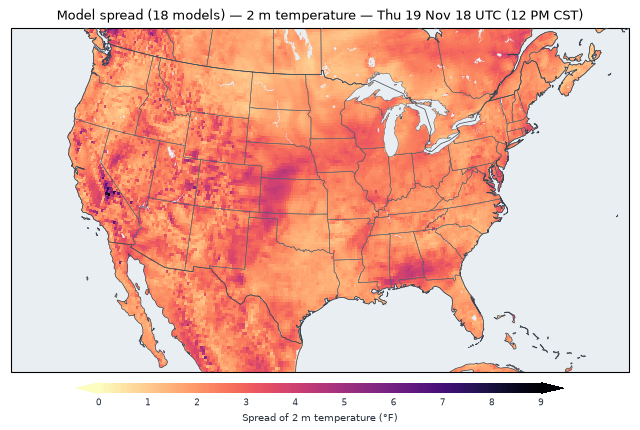 Model spread (18 models) — 2 m temperature — Thu 19 Nov 18 UTC (12 PM CST)
0 1 2 3 4 5 6 7 8 9
Spread of 2 m temperature (°F)